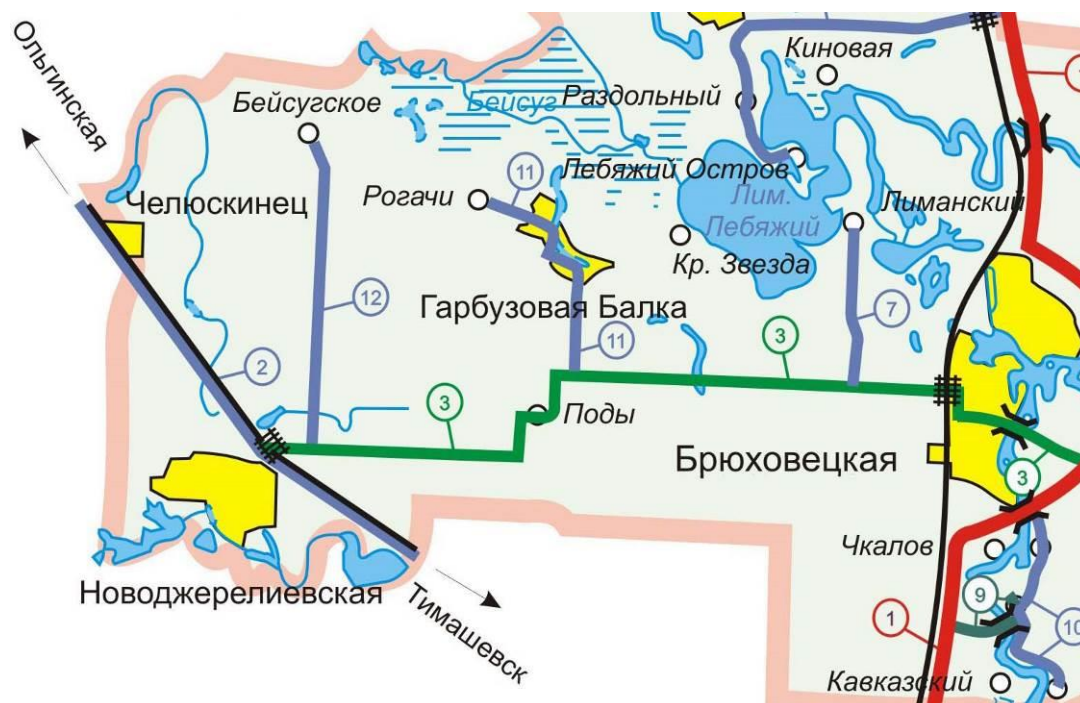 Ольгинская
Киновая
Бейсугское
Бейсуг
Раздольный
Челюскинец
Рогачи
11
Лебяжий Остров
Лим.
Лебяжий
Лиманский
Кр. Звезда
12
Гарбузовая Балка
7
11
3
2
3
Поды
Брюховецкая
3
Чкалов
Новоджерелиевская
Тимашевск
9
1
10
Кавказский